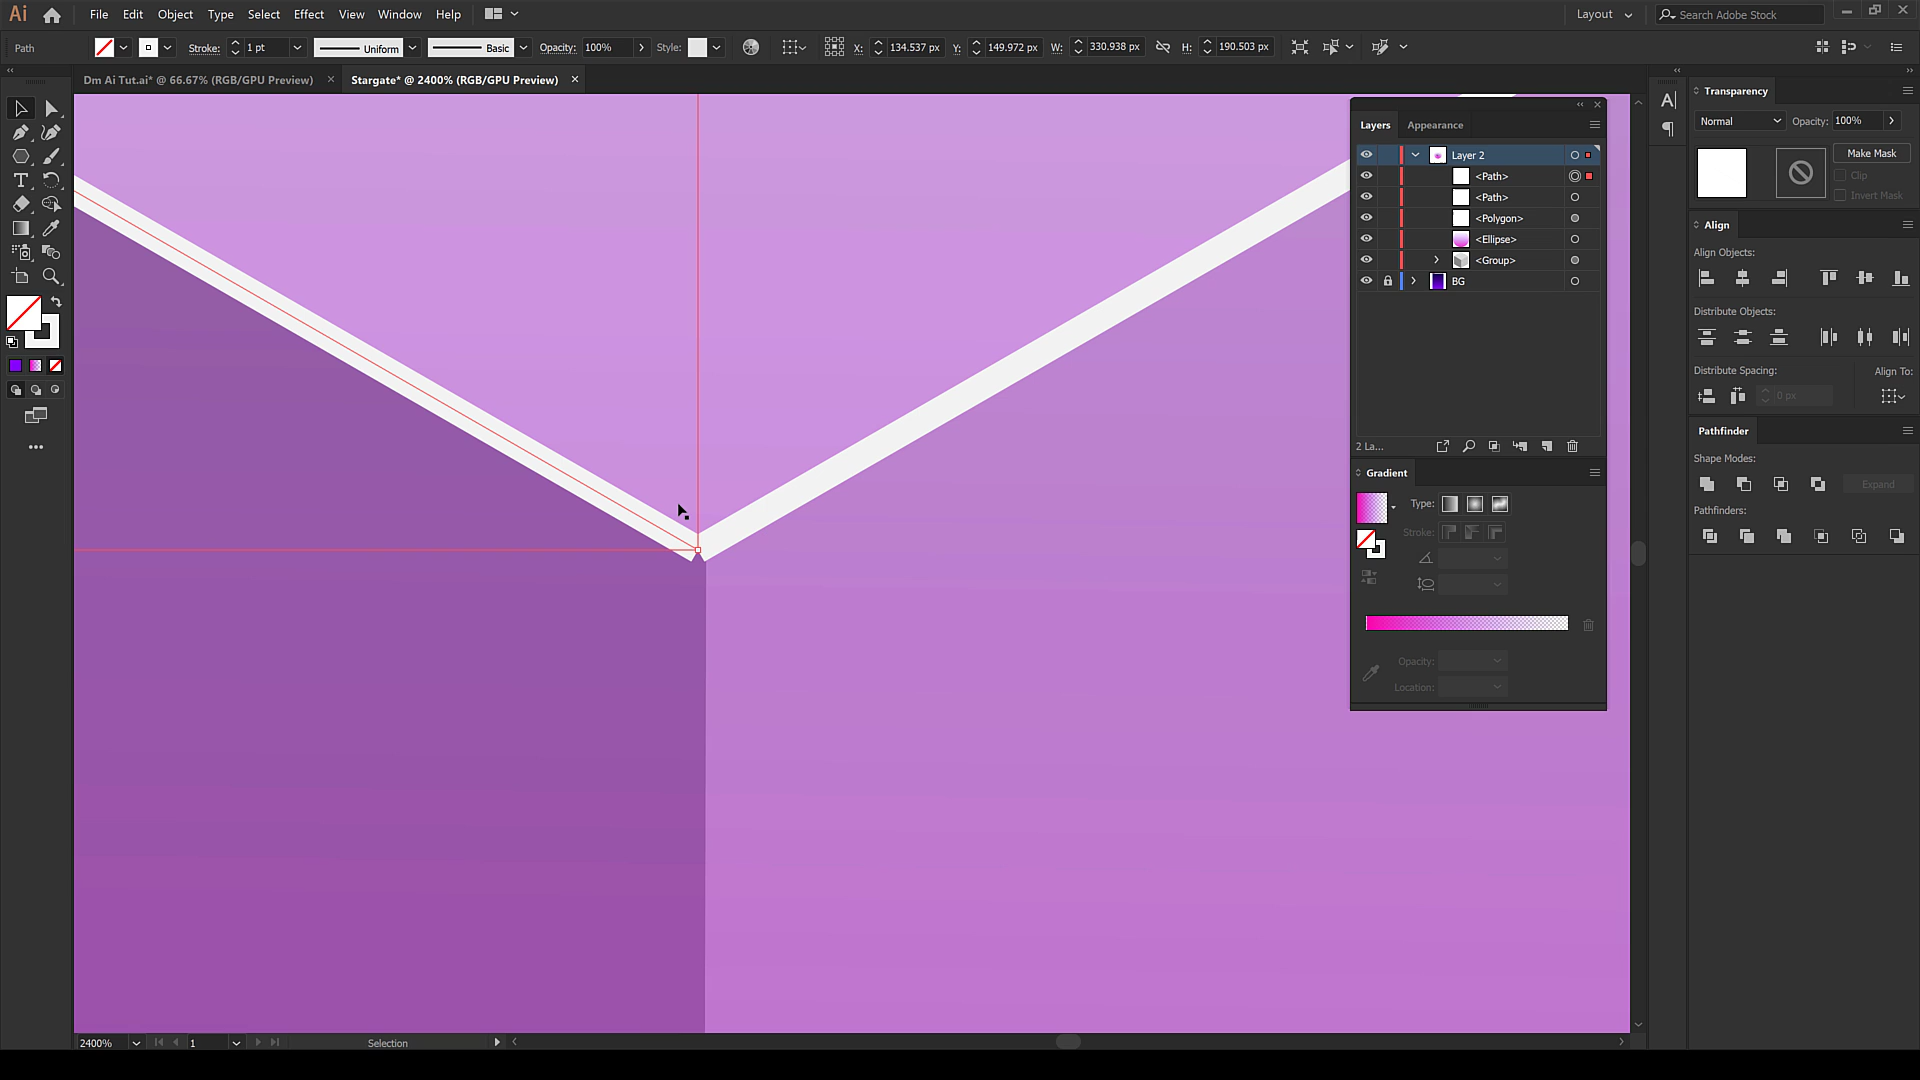 Ai File Edit Object Type Select Effect View Window Help Layout Search Adobe Stock
Path Stroke: 1 pt Uniform Basic Opacity: 100% Style: X: 134.537 px Y: 149.972 px W: 330.938 px H: 190.503 px
Dm Ai Tut.ai* @ 66.67% (RGB/GPU Preview) Stargate* @ 2400% (RGB/GPU Preview)
Layers Appearance
Layer 2
<Path>
<Path>
<Polygon>
<Ellipse>
<Group>
BG
2 La...
Gradient
Type:
Stroke:
Opacity:
Location:
Transparency
Normal Opacity: 100%
Make Mask
Clip
Invert Mask
Align
Align Objects:
Distribute Objects:
Distribute Spacing: Align To:
0 px
Pathfinder
Shape Modes:
Expand
Pathfinders:
2400% 1 Selection